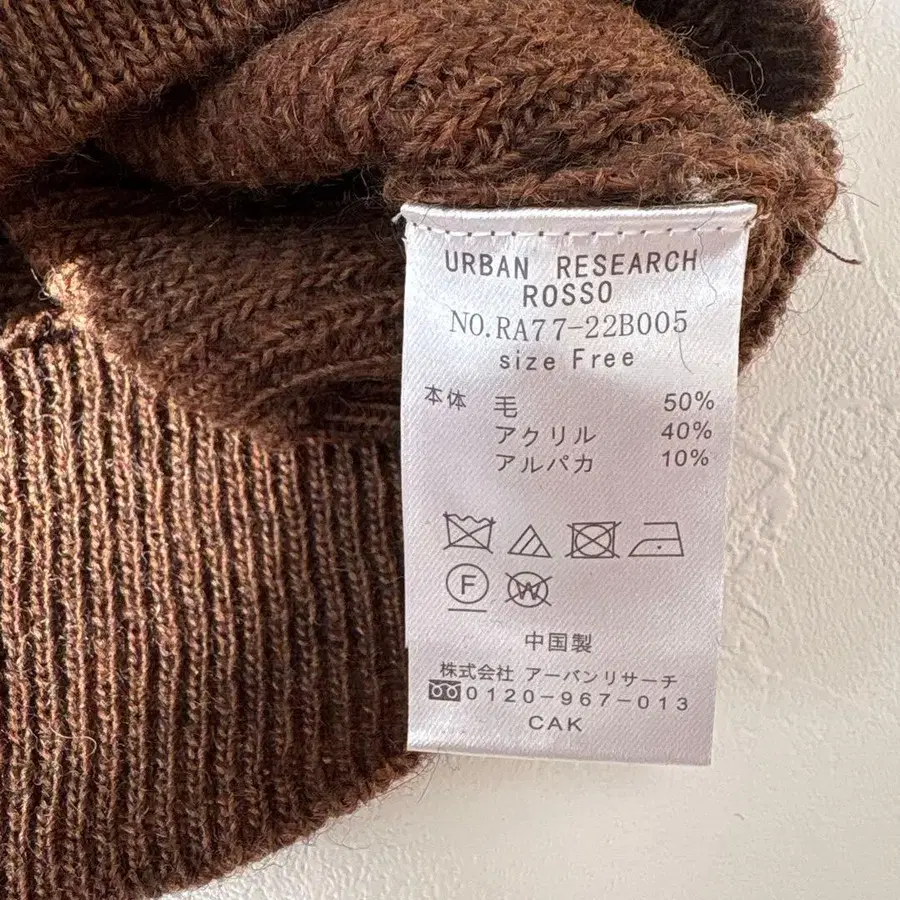 URBAN RESEARCH
ROSSO
NO.RA77-22B005
size Free
本体 毛 50%
アクリル 40%
アルパカ 10%
F W
中国製
株式会社 アーバンリサーチ
0120-967-013
CAK